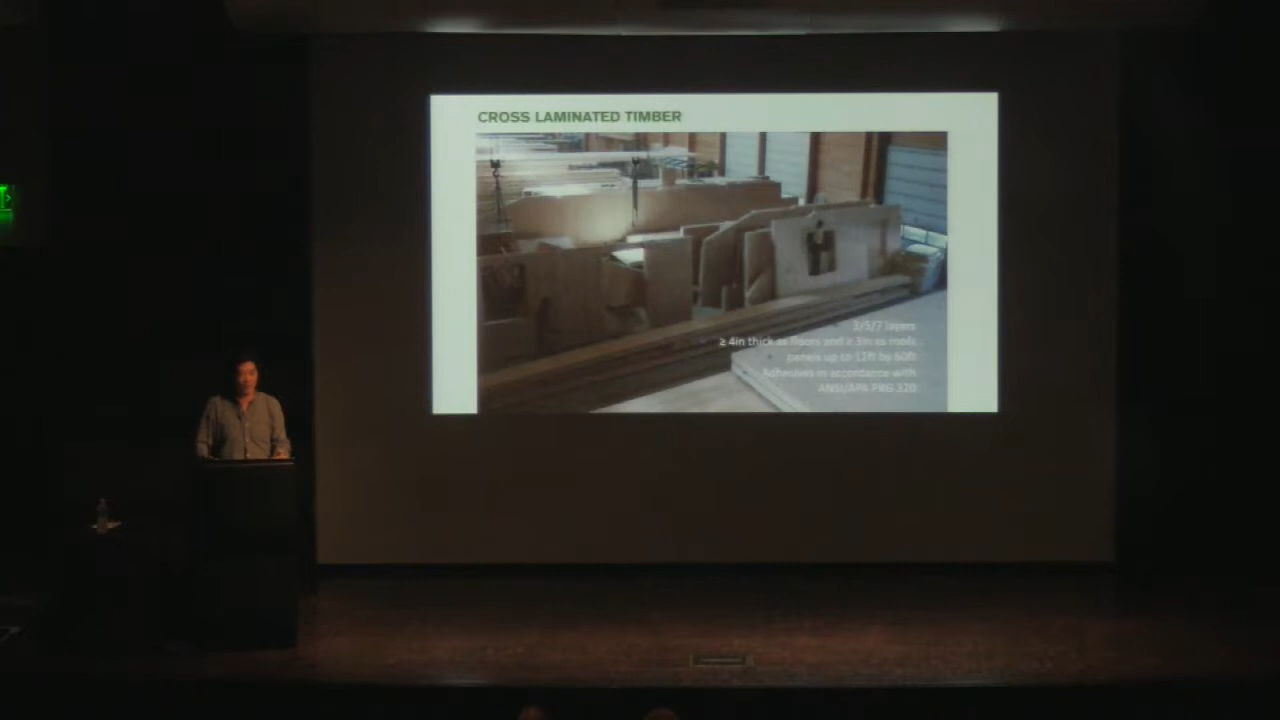 CROSS LAMINATED TIMBER
3/5/7 layers
≥ 4in thick as floors and ≥ 3in as roofs
panels up to 12ft by 60ft
Adhesives in accordance with
ANSI/APA PRG 320